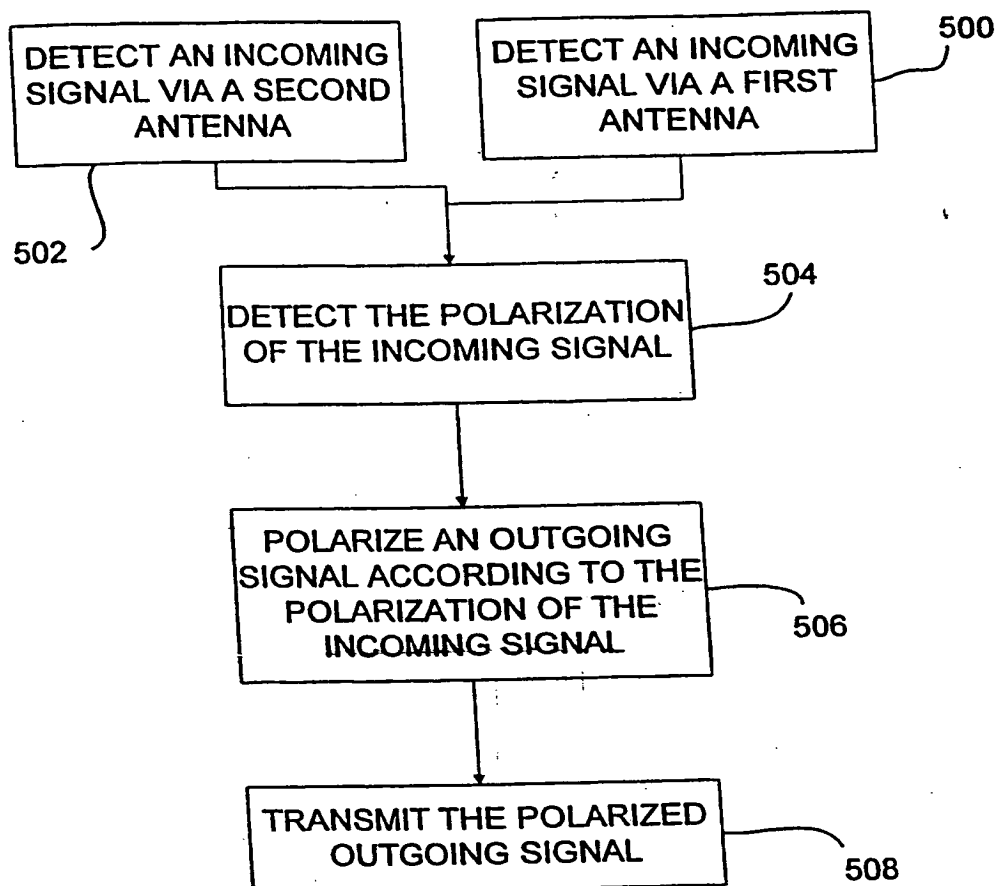 DETECT AN INCOMING
SIGNAL VIA A SECOND
ANTENNA
DETECT AN INCOMING
SIGNAL VIA A FIRST
ANTENNA
500
502
504
DETECT THE POLARIZATION
OF THE INCOMING SIGNAL
POLARIZE AN OUTGOING
SIGNAL ACCORDING TO THE
POLARIZATION OF THE
INCOMING SIGNAL
506
TRANSMIT THE POLARIZED
OUTGOING SIGNAL
508